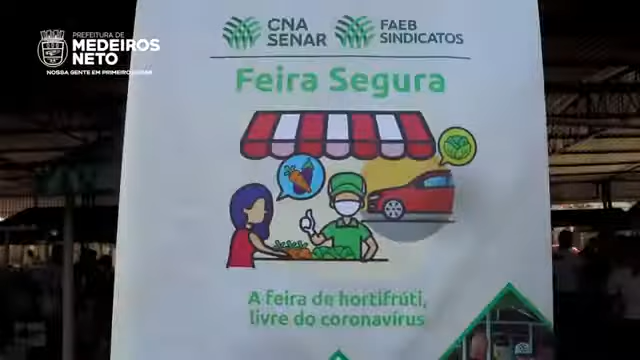 PREFEITURA DE
MEDEIROS
NETO
CNA
SENAR
FAEB
SINDICATOS
Feira Segura
A feira de hortifrúti,
livre do coronavírus